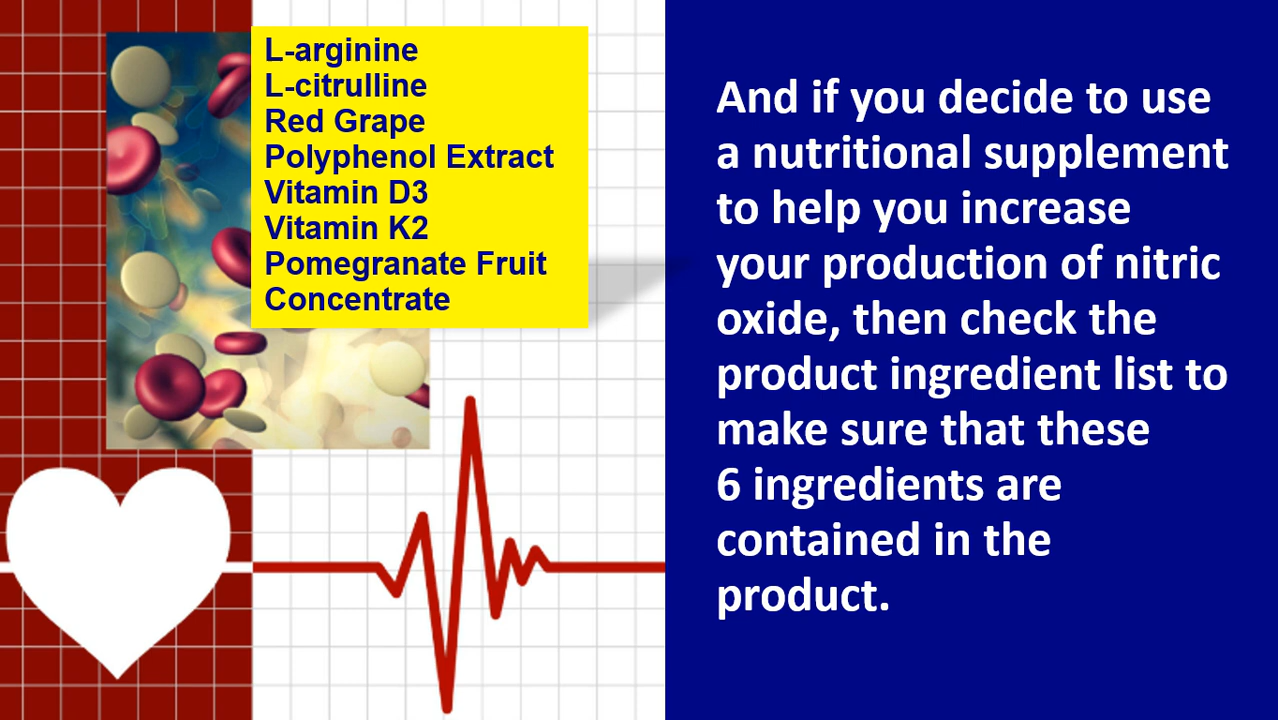 L-arginine
L-citrulline
Red Grape
Polyphenol Extract
Vitamin D3
Vitamin K2
Pomegranate Fruit
Concentrate
And if you decide to use
a nutritional supplement
to help you increase
your production of nitric
oxide, then check the
product ingredient list to
make sure that these
6 ingredients are
contained in the
product.